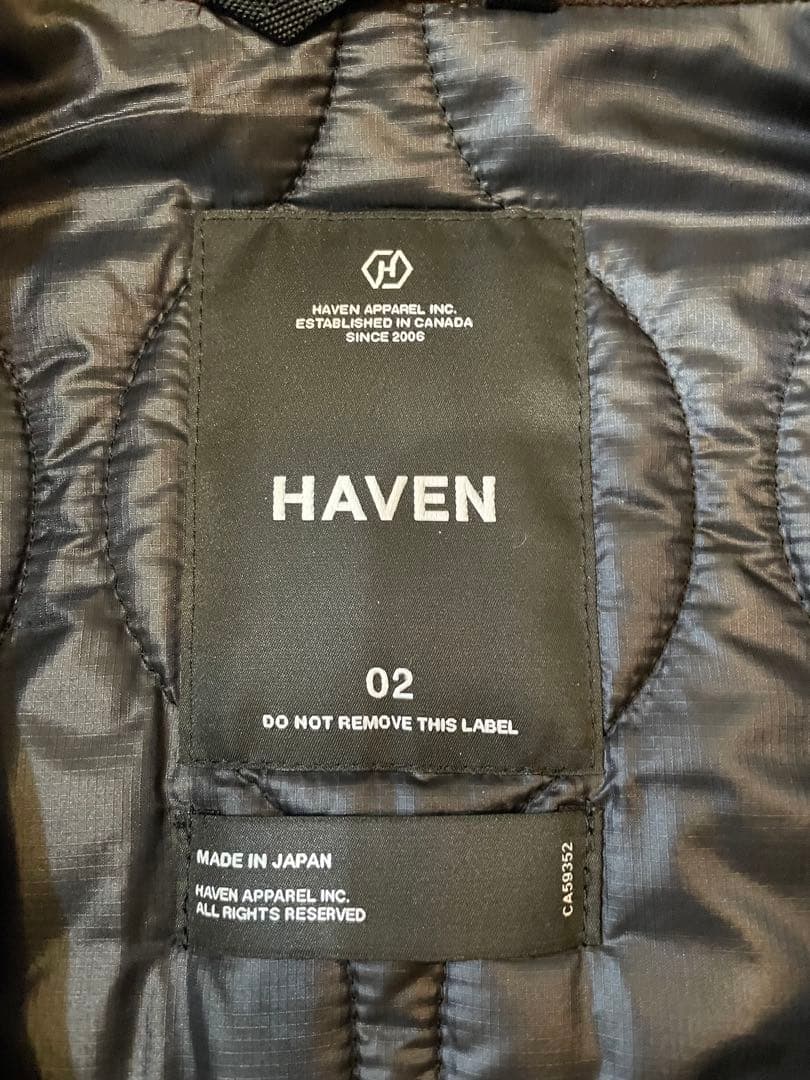 HAVEN APPAREL INC.
ESTABLISHED IN CANADA
SINCE 2006
HAVEN
02
DO NOT REMOVE THIS LABEL
MADE IN JAPAN
HAVEN APPAREL INC.
ALL RIGHTS RESERVED
CA59352